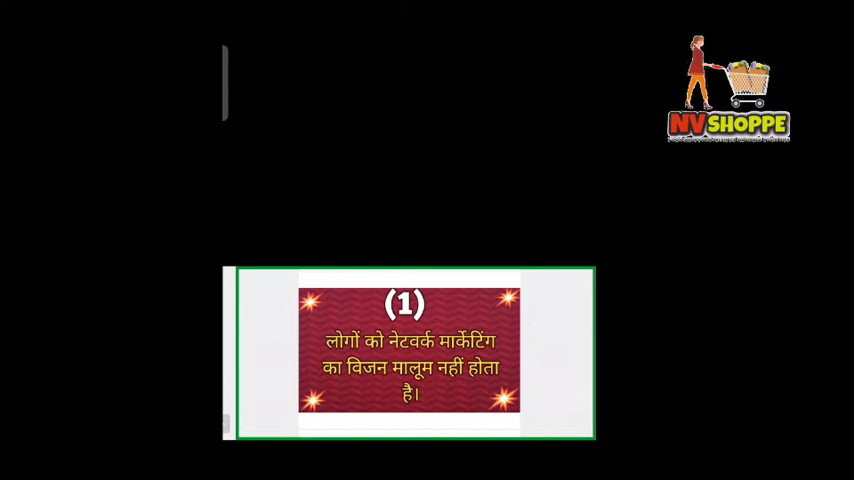 NV SHOPPE
(1)
लोगों को नेटवर्क मार्केटिंग
का विजन मालूम नहीं होता
है।